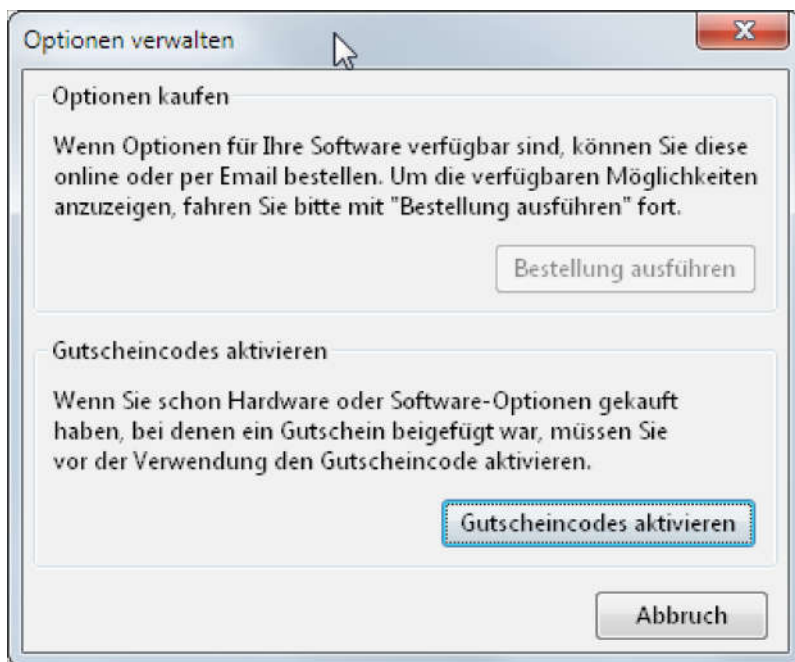 Optionen verwalten
Optionen kaufen
Wenn Optionen für Ihre Software verfügbar sind, können Sie diese
online oder per Email bestellen. Um die verfügbaren Möglichkeiten
anzuzeigen, fahren Sie bitte mit "Bestellung ausführen" fort.
Bestellung ausführen
Gutscheincodes aktivieren
Wenn Sie schon Hardware oder Software-Optionen gekauft
haben, bei denen ein Gutschein beigefügt war, müssen Sie
vor der Verwendung den Gutscheincode aktivieren.
Gutscheincodes aktivieren
Abbruch